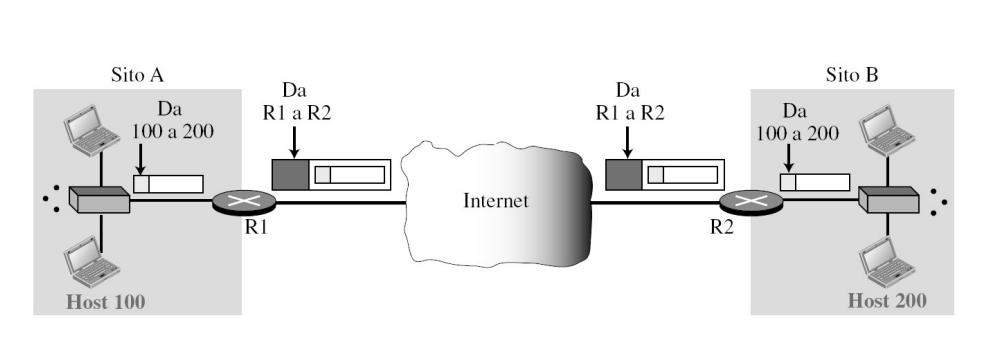 Sito A
Da
100 a 200
Da
R1 a R2
Da
R1 a R2
Sito B
Da
100 a 200
Internet
R1
R2
Host 100
Host 200